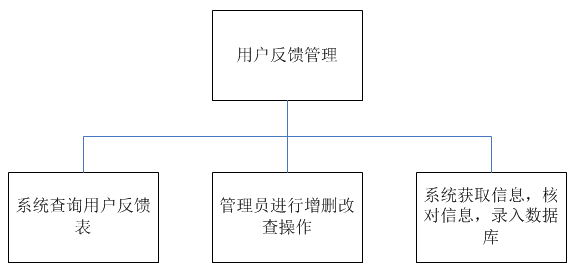 用户反馈管理
系统查询用户反馈
表
管理员进行增删改
查操作
系统获取信息，核
对信息，录入数据
库